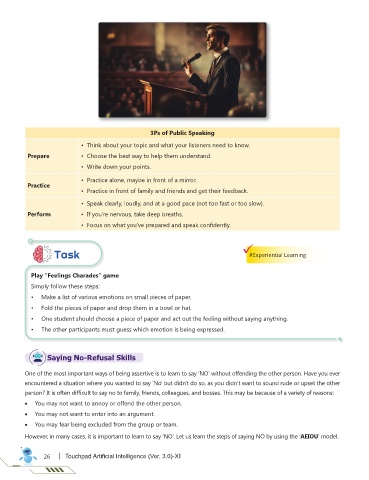 3Ps of Public Speaking
Prepare
• Think about your topic and what your listeners need to know.
• Choose the best way to help them understand.
• Write down your points.
Practice
• Practice alone, maybe in front of a mirror.
• Practice in front of family and friends and get their feedback.
Perform
• Speak clearly, loudly, and at a good pace (not too fast or too slow).
• If you're nervous, take deep breaths.
• Focus on what you've prepared and speak confidently.
Task
#Experiential Learning
Play "Feelings Charades" game
Simply follow these steps:
• Make a list of various emotions on small pieces of paper.
• Fold the pieces of paper and drop them in a bowl or hat.
• One student should choose a piece of paper and act out the feeling without saying anything.
• The other participants must guess which emotion is being expressed.
Saying No-Refusal Skills
One of the most important ways of being assertive is to learn to say 'NO' without offending the other person. Have you ever
encountered a situation where you wanted to say 'No' but didn't do so, as you didn't want to sound rude or upset the other
person? It is often difficult to say no to family, friends, colleagues, and bosses. This may be because of a variety of reasons:
• You may not want to annoy or offend the other person.
• You may not want to enter into an argument.
• You may fear being excluded from the group or team.
However, in many cases, it is important to learn to say 'NO'. Let us learn the steps of saying NO by using the 'AEIOU' model.
26 | Touchpad Artificial Intelligence (Ver. 3.0)-XI